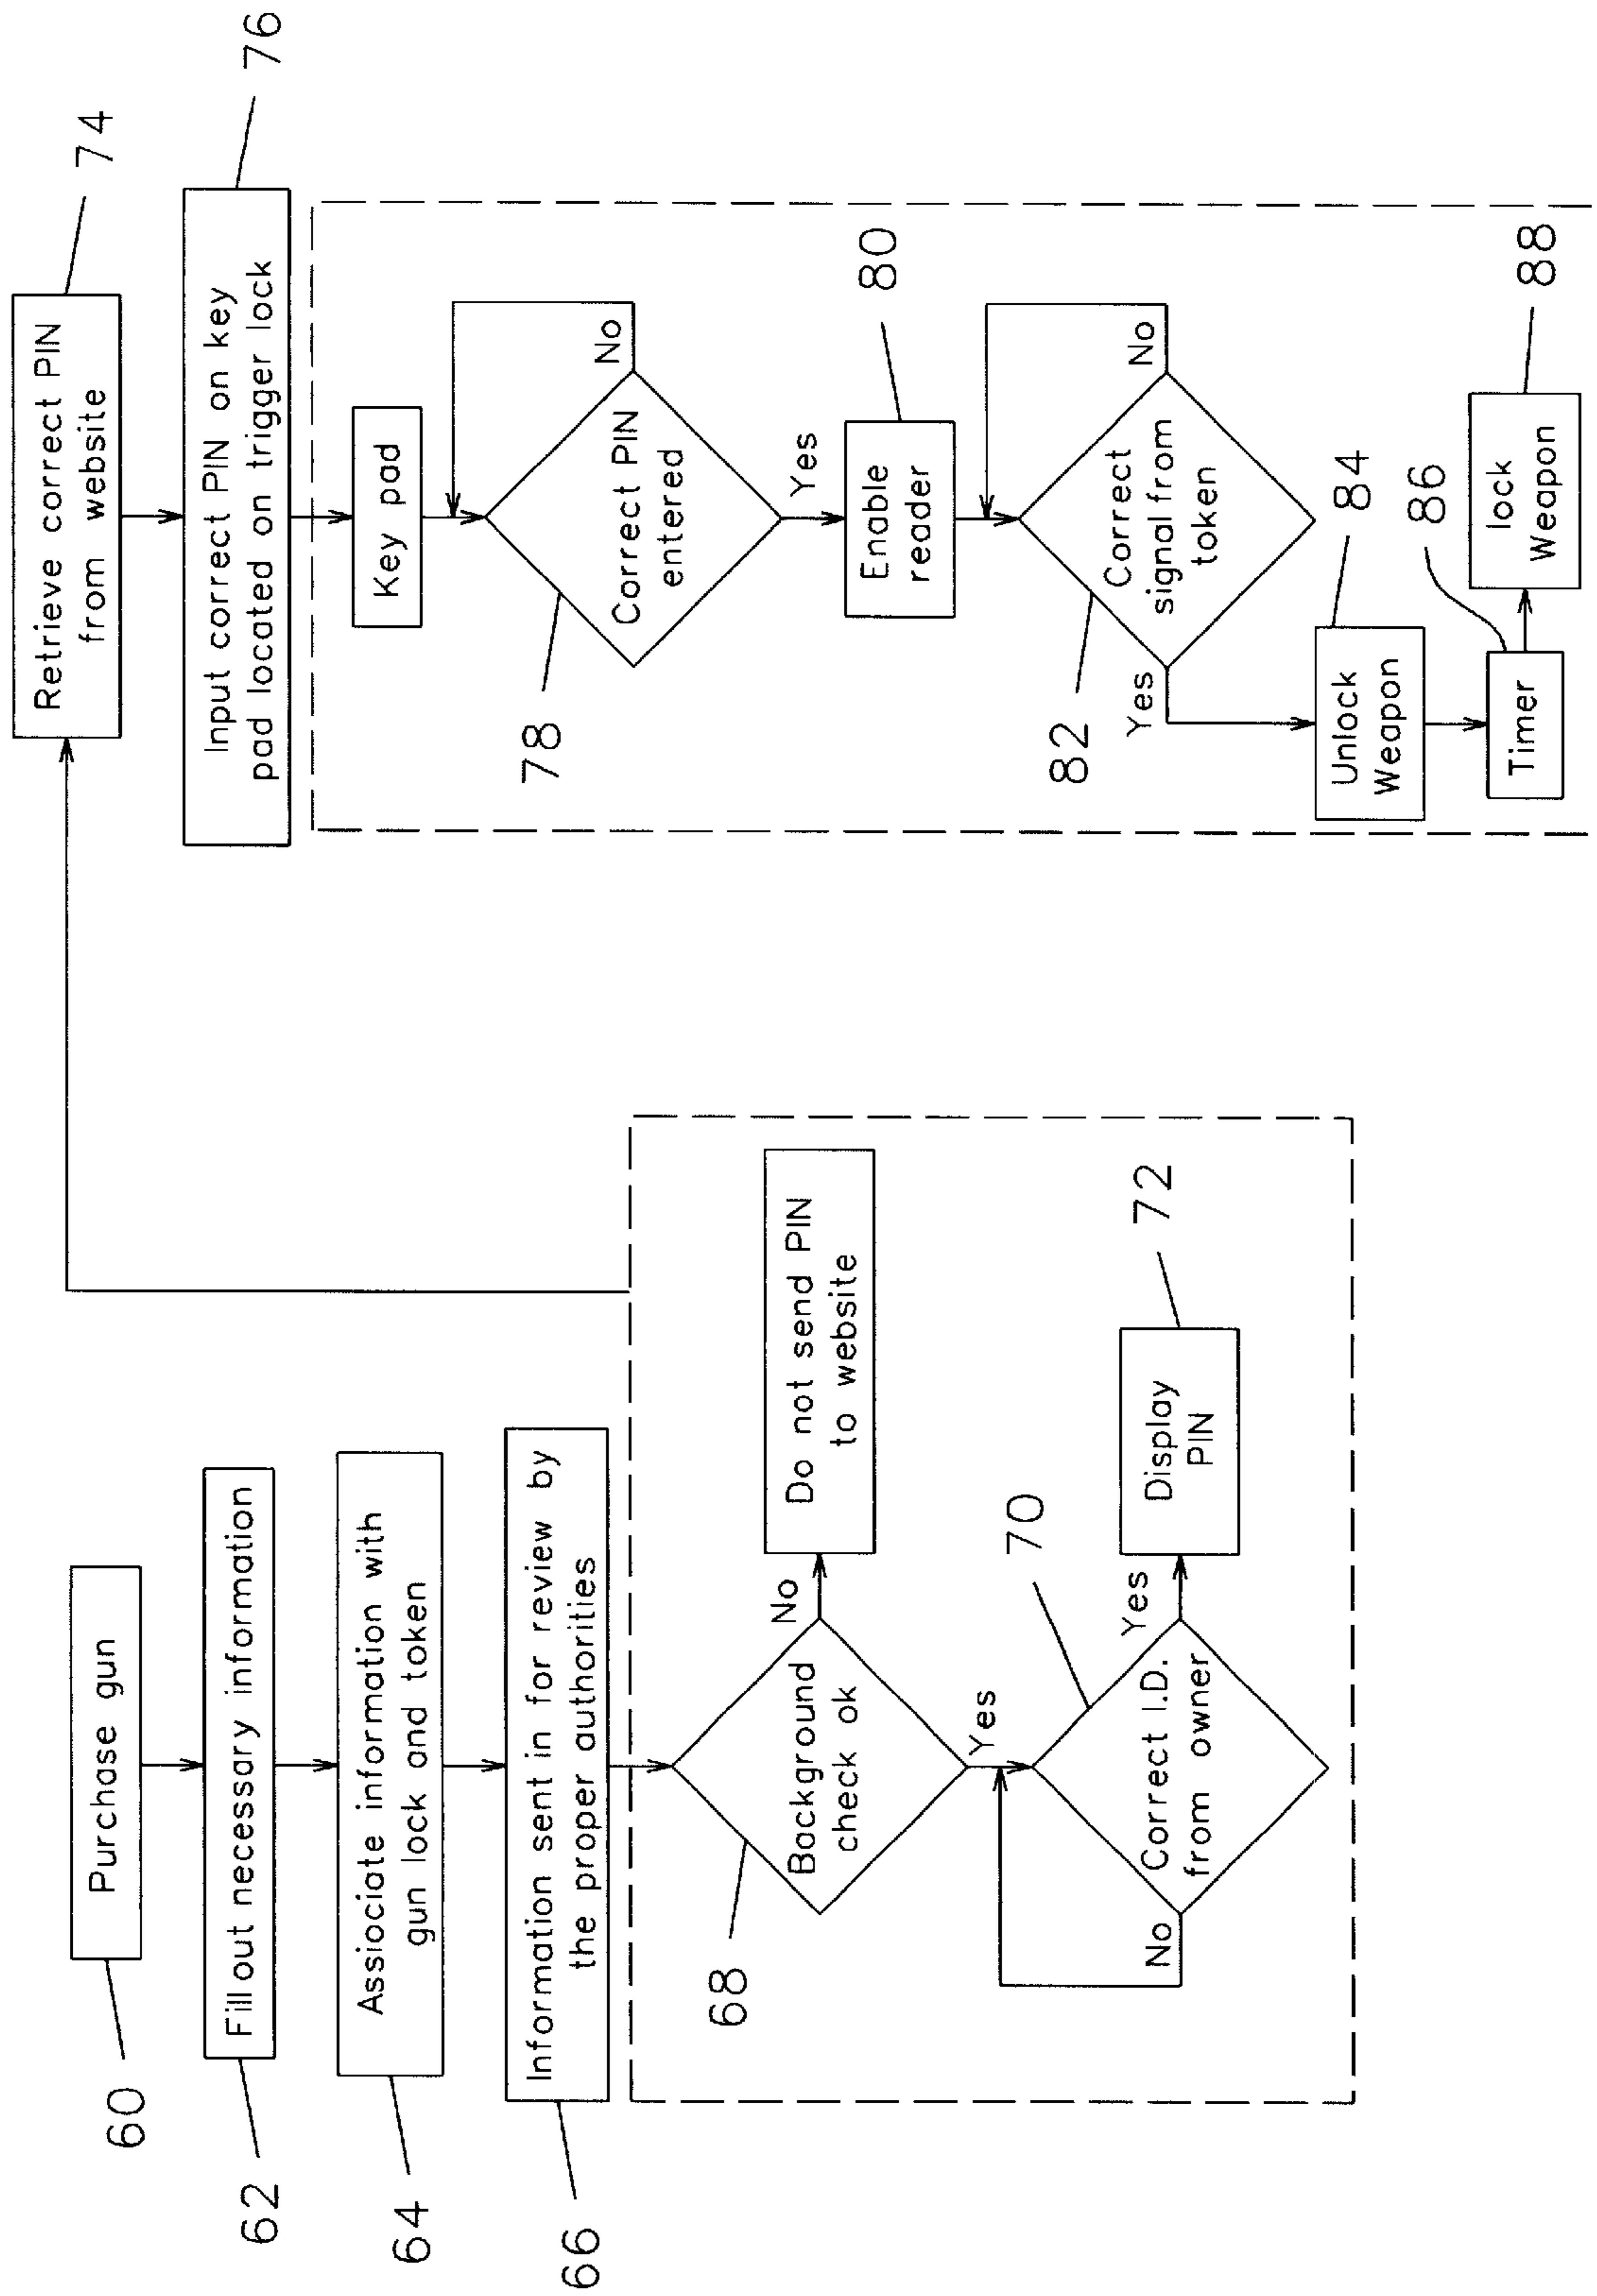 Purchase gun
60
Fill out necessary information
62
Assiociate information with
gun lock and token
64
Information sent in for review by
the proper authorities
66
Background
check ok
68
No
Do not send PIN
to website
Yes
Correct I.D.
from owner
70
No
Yes
Display
PIN
72
Retrieve correct PIN
from website
74
Input correct PIN on key
pad located on trigger lock
76
Key pad
Correct PIN
entered
78
No
Yes
Enable
reader
80
Correct
signal from
token
82
No
Yes
Unlock
Weapon
84
Timer
86
lock
Weapon
88